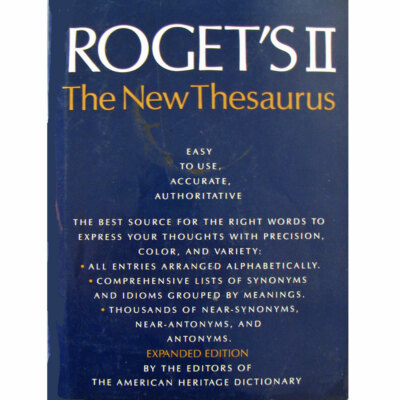 ROGET'S II
The New Thesaurus
EASY
TO USE,
ACCURATE,
AUTHORITATIVE
THE BEST SOURCE FOR THE RIGHT WORDS TO
EXPRESS YOUR THOUGHTS WITH PRECISION,
COLOR, AND VARIETY:
• ALL ENTRIES ARRANGED ALPHABETICALLY.
• COMPREHENSIVE LISTS OF SYNONYMS
AND IDIOMS GROUPED BY MEANINGS.
• THOUSANDS OF NEAR-SYNONYMS,
NEAR-ANTONYMS, AND
ANTONYMS.
EXPANDED EDITION
BY THE EDITORS OF
THE AMERICAN HERITAGE DICTIONARY